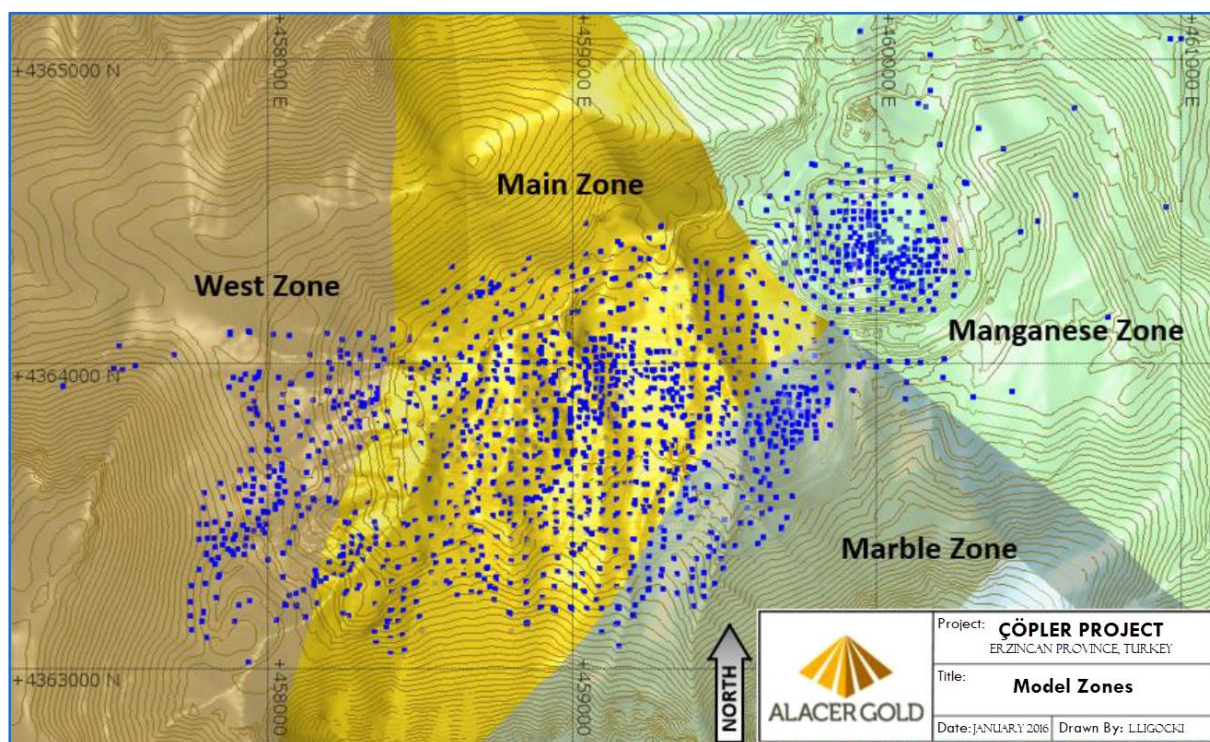 +4365000 N
+458000 E
+459000 E
+460000 E
+461000 E
Main Zone
West Zone
Manganese Zone
+4364000 N
Marble Zone
+4363000 N
+458000 E
+459000 E
NORTH
ALACER GOLD
Project: ÇÖPLER PROJECT
ERZINCAN PROVINCE, TURKEY
Title:
Model Zones
Date: JANUARY 2016 Drawn By: L.LIGOCKI